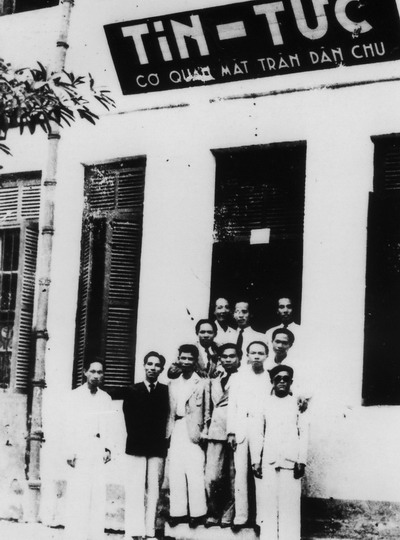 TiN-TỨC
CƠ QUAN MẶT TRẬN DÂN CHỦ